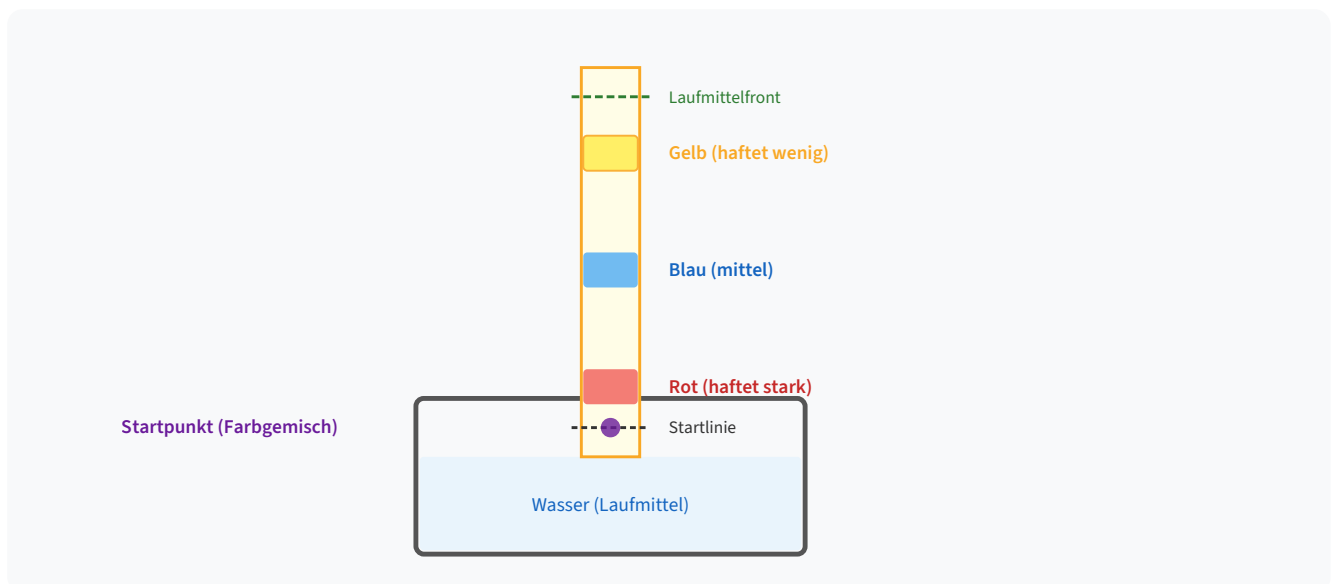 Laufmittelfront
Gelb (haftet wenig)
Blau (mittel)
Rot (haftet stark)
Startpunkt (Farbgemisch)
Startlinie
Wasser (Laufmittel)